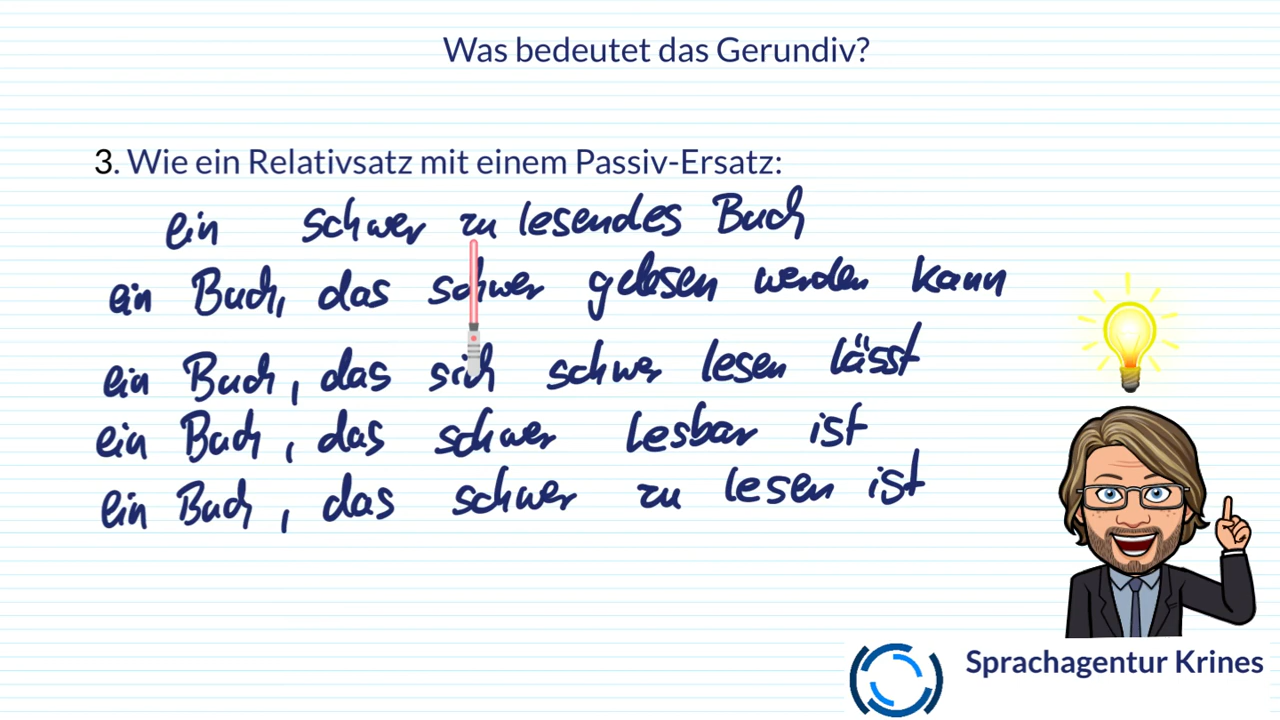 Was bedeutet das Gerundiv?
3. Wie ein Relativsatz mit einem Passiv-Ersatz:
ein schwer zu lesendes Buch
ein Buch, das schwer gelesen werden kann
ein Buch, das sich schwer lesen lässt
ein Buch, das schwer lesbar ist
ein Buch, das schwer zu lesen ist
Sprachagentur Krines